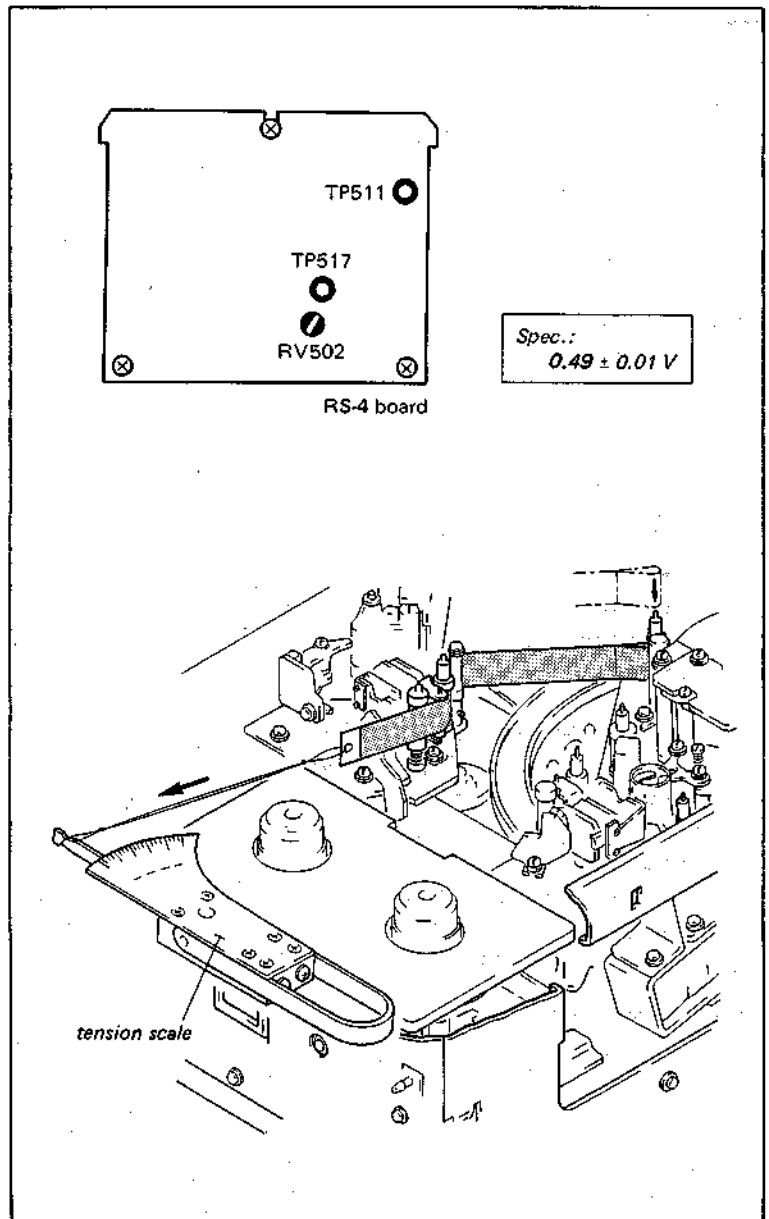 TP511
TP517
RV502
Spec.:
0.49 ± 0.01 V
RS-4 board
tension scale